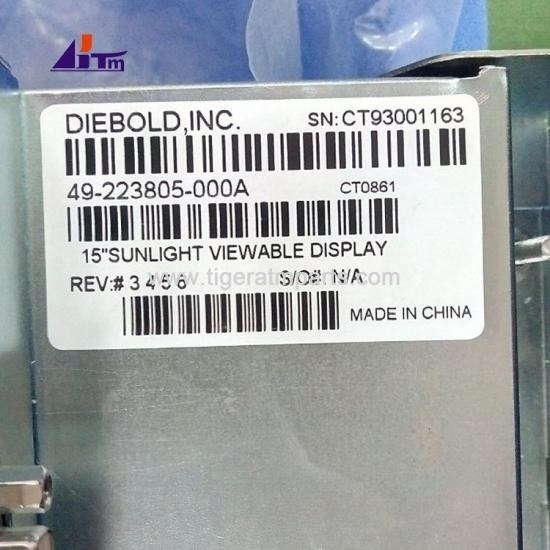 AJTm
DIEBOLD,INC. SN:CT93001163
49-223805-000A CT0861
15"SUNLIGHT VIEWABLE DISPLAY
www.tigeratmparts.com
REV:# 3 4 5 6 S/O# N/A
MADE IN CHINA